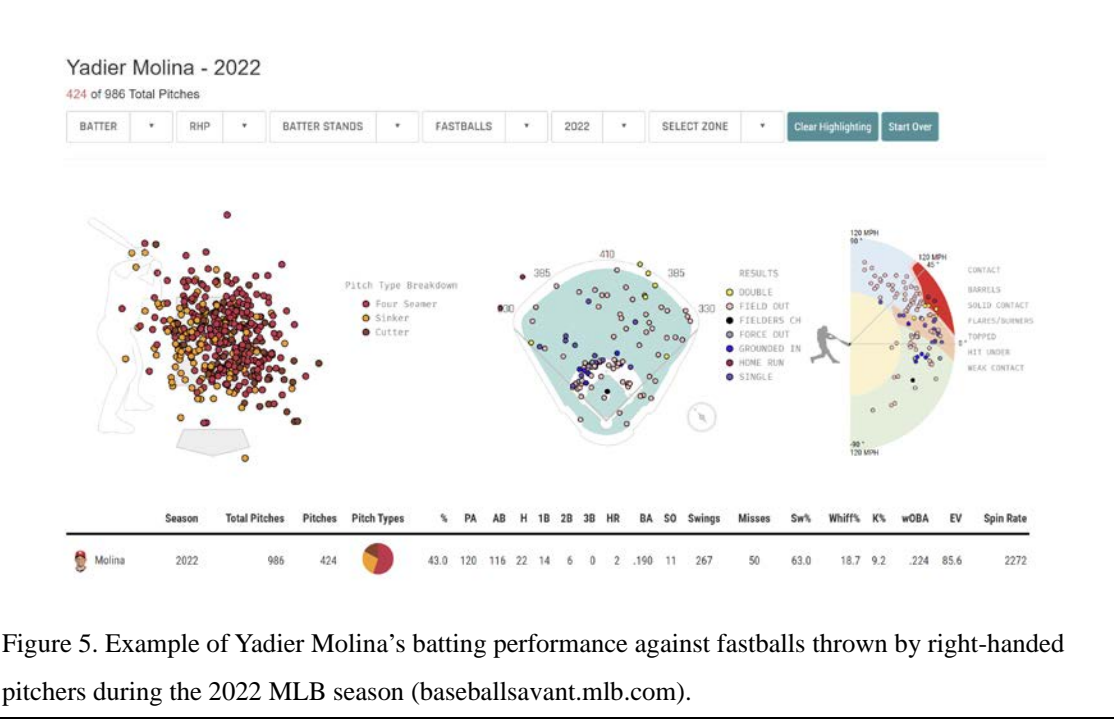 Yadier Molina - 2022
424 of 986 Total Pitches
BATTER RHP BATTER STANDS FASTBALLS 2022 SELECT ZONE Clear Highlighting Start Over
Pitch Type Breakdown
Four Seamer
Sinker
Cutter
410
385 385
330
RESULTS
DOUBLE
FIELD OUT
FIELDERS CH
FORCE OUT
GROUNDED IN
HOME RUN
SINGLE
120 MPH
90 °
120 MPH
45 °
0 °
-90 °
120 MPH
CONTACT
BARRELS
SOLID CONTACT
FLARES/BURNERS
TOPPED
HIT UNDER
WEAK CONTACT
Season Total Pitches Pitches Pitch Types % PA AB H 1B 2B 3B HR BA SO Swings Misses Sw% Whiff% K% wOBA EV Spin Rate
Molina 2022 986 424 43.0 120 116 22 14 6 0 2 .190 11 267 50 63.0 18.7 9.2 .224 85.6 2272
Figure 5. Example of Yadier Molina’s batting performance against fastballs thrown by right-handed
pitchers during the 2022 MLB season (baseballsavant.mlb.com).